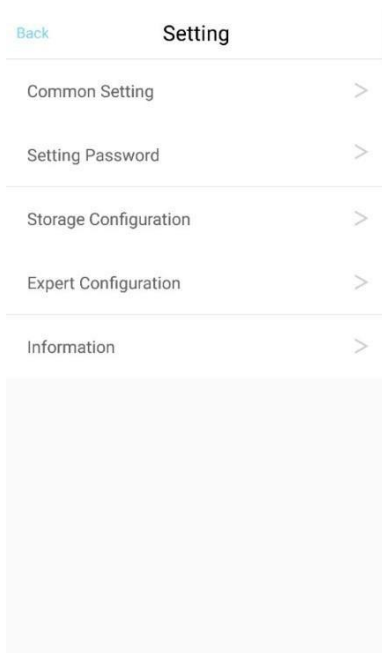 Back Setting
Common Setting >
Setting Password >
Storage Configuration >
Expert Configuration >
Information >